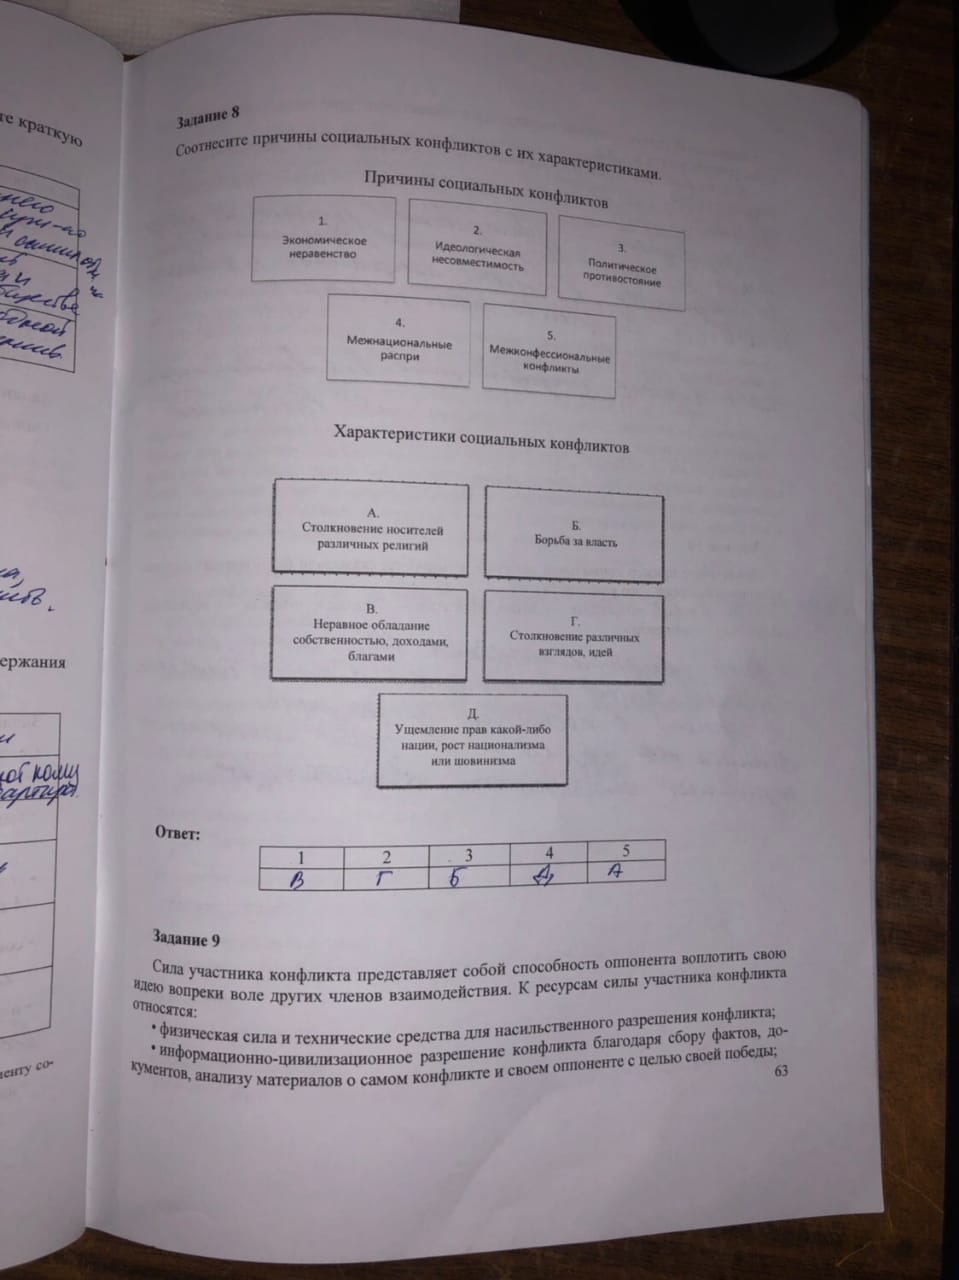 те краткую
ержания
менту со-
Задание 8
Соотнесите причины социальных конфликтов с их характеристиками.
Причины социальных конфликтов
1.
Экономическое
неравенство
2.
Идеологическая
несовместимость
3.
Политическое
противостояние
4.
Межнациональные
распри
5.
Межконфессиональные
конфликты
Характеристики социальных конфликтов
А.
Столкновение носителей
различных религий
Б.
Борьба за власть
В.
Неравное обладание
собственностью, доходами,
благами
Г.
Столкновение различных
взглядов, идей
Д.
Ущемление прав какой-либо
нации, рост национализма
или шовинизма
Ответ:
1 2 3 4 5
В Г Б Д А
Задание 9
Сила участника конфликта представляет собой способность оппонента воплотить свою
идею вопреки воле других членов взаимодействия. К ресурсам силы участника конфликта
относятся:
• физическая сила и технические средства для насильственного разрешения конфликта;
• информационно-цивилизационное разрешение конфликта благодаря сбору фактов, до-
кументов, анализу материалов о самом конфликте и своем оппоненте с целью своей победы;
63